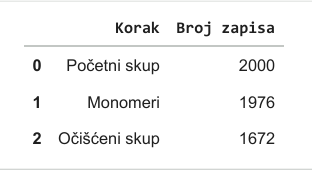 Korak Broj zapisa
0 Početni skup 2000
1 Monomeri 1976
2 Očišćeni skup 1672